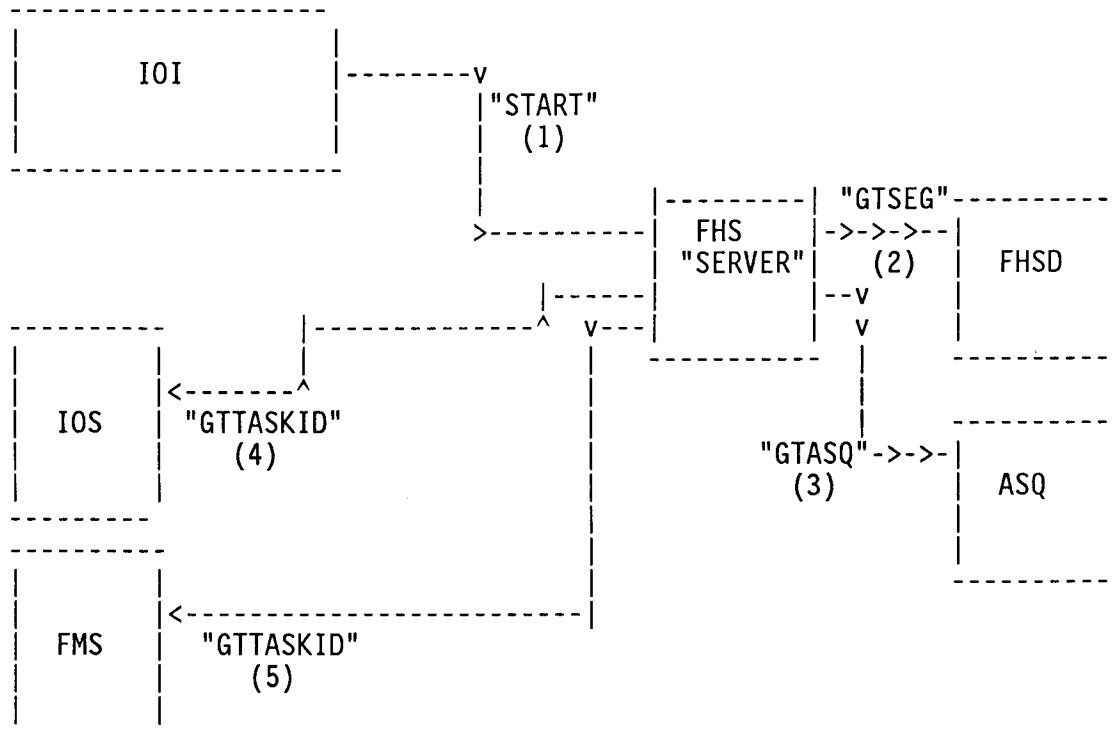 IOI
"START"
(1)
"GTSEG"
FHS
"SERVER"
(2)
FHSD
"GTTASKID"
(4)
IOS
"GTASQ"
(3)
ASQ
FMS
"GTTASKID"
(5)